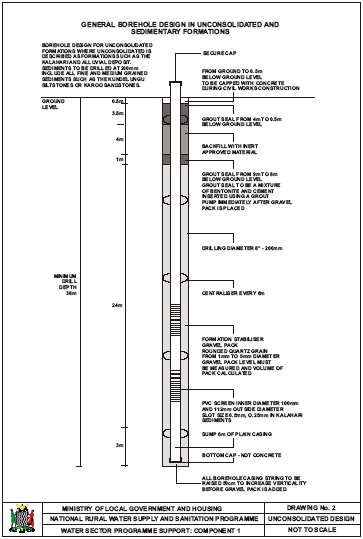 GENERAL BOREHOLE DESIGN IN UNCONSOLIDATED AND
SEDIMENTARY FORMATIONS
BOREHOLE DESIGN FOR UNCONSOLIDATED
FORMATIONS WHERE UNCONSOLIDATED IS
DESCRIBED AS FORMATIONS SUCH AS THE
KALAHARI AND ALLUVIAL DEPOSIT.
SEDIMENTS TO BE DRILLED AT 200mm
INCLUDE ALL FINE AND MEDIUM GRAINED
SEDIMENTS SUCH AS THE KUNDELUNGU
SILTSTONES OR KAROO SANDSTONES.
SECURE CAP
FROM GROUND TO 0.5m
BELOW GROUND LEVEL
TO BE CAPPED WITH CONCRETE
DURING CIVIL WORKS CONSTRUCTION
GROUND
LEVEL
0.5m
3.5m
GROUT SEAL FROM 4m TO 0.5m
BELOW GROUND LEVEL
4m
BACKFILL WITH INERT
APPROVED MATERIAL
1m
GROUT SEAL FROM 9m TO 8m
BELOW GROUND LEVEL
GROUT SEAL TO BE A MIXTURE
OF BENTONITE AND CEMENT
INSERTED USING A GROUT
PUMP IMMEDIATELY AFTER GRAVEL
PACK IS PLACED
DRILLING DIAMETER 8" - 200mm
MINIMUM
DRILL
DEPTH
36m
CENTRALISER EVERY 6m
24m
FORMATION STABILISER
GRAVEL PACK
ROUNDED QUARTZ GRAIN
FROM 1mm TO 5mm DIAMETER
GRAVEL PACK LEVEL MUST
BE MEASURED AND VOLUME OF
PACK CALCULATED
PVC SCREEN INNER DIAMETER 100mm
AND 112mm OUTSIDE DIAMETER
SLOT SIZE 0.5mm, 0.25m IN KALAHARI
SEDIMENTS
SUMP 6m OF PLAIN CASING
3m
BOTTOM CAP - NOT CONCRETE
ALL BOREHOLE CASING STRING TO BE
RAISED 50cm TO INCREASE VERTICALITY
BEFORE GRAVEL PACK IS ADDED
MINISTRY OF LOCAL GOVERNMENT AND HOUSING
DRAWING No. 2
NATIONAL RURAL WATER SUPPLY AND SANITATION PROGRAMME
UNCONSOLIDATED DESIGN
WATER SECTOR PROGRAMME SUPPORT: COMPONENT 1
NOT TO SCALE